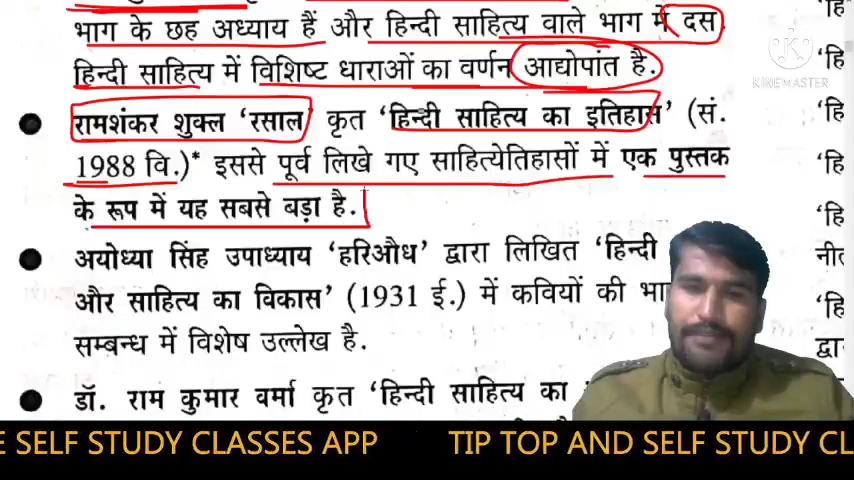 भाग के छह अध्याय हैं और हिन्दी साहित्य वाले भाग में दस
हिन्दी साहित्य में विशिष्ट धाराओं का वर्णन आद्योपांत है.
रामशंकर शुक्ल ‘रसाल’ कृत ‘हिन्दी साहित्य का इतिहास’ (सं.
1988 वि.)* इससे पूर्व लिखे गए साहित्येतिहासों में एक पुस्तक
के रूप में यह सबसे बड़ा है.
अयोध्या सिंह उपाध्याय ‘हरिऔध’ द्वारा लिखित ‘हिन्दी
और साहित्य का विकास’ (1931 ई.) में कवियों की
सम्बन्ध में विशेष उल्लेख है.
डॉ. राम कुमार वर्मा कृत ‘हिन्दी साहित्य का
KINEMASTER
E SELF STUDY CLASSES APP TIP TOP AND SELF STUDY CL